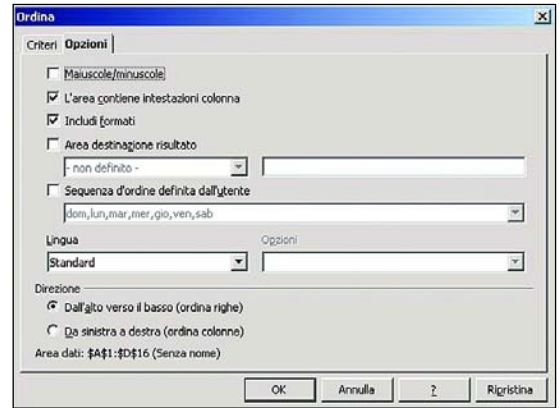 Ordina
Criteri Opzioni
Maiuscole/minuscole
L'area contiene intestazioni colonna
Includi formati
Area destinazione risultato
- non definito -
Sequenza d'ordine definita dall'utente
dom,lun,mar,mer,gio,ven,sab
Lingua Opzioni
Standard
Direzione
Dall'alto verso il basso (ordina righe)
Da sinistra a destra (ordina colonne)
Area dati: $A$1:$D$16 (Senza nome)
OK Annulla ? Ripristina